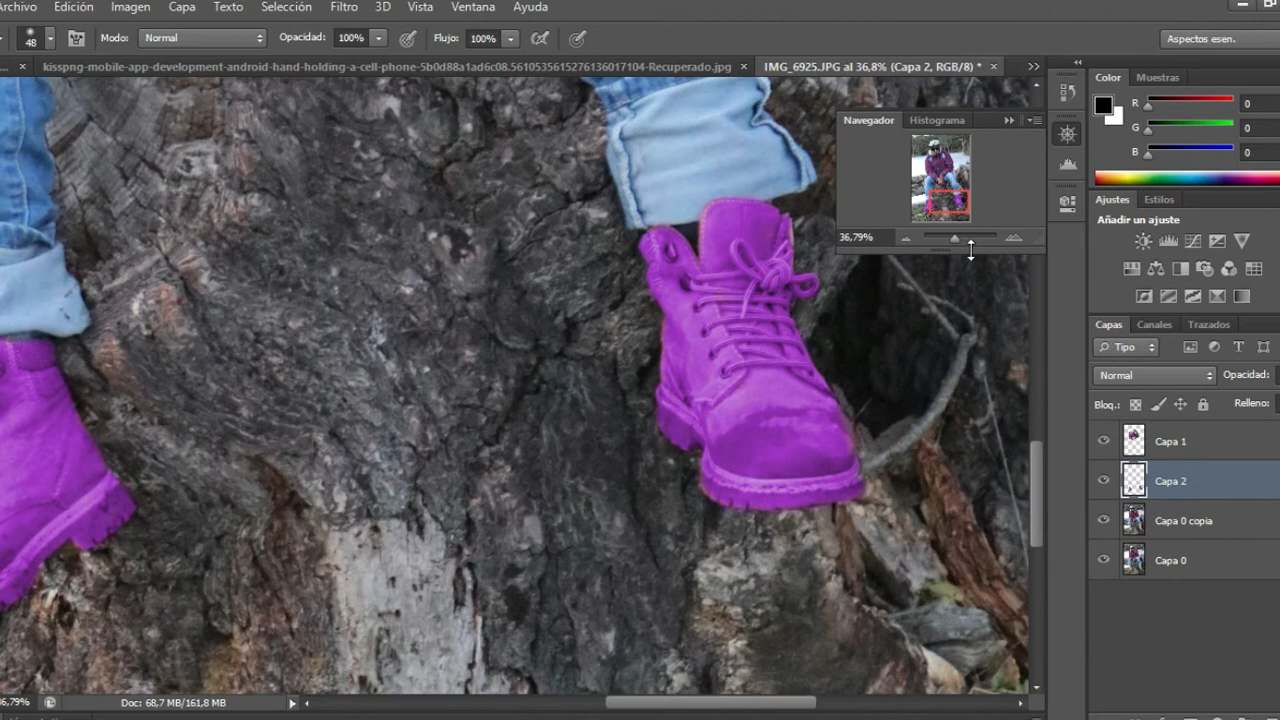 Archivo Edición Imagen Capa Texto Selección Filtro 3D Vista Ventana Ayuda
48 Modo: Normal Opacidad: 100% Flujo: 100% Aspectos esen.
... × kisspng-mobile-app-development-android-hand-holding-a-cell-phone-5b0d88a1ad6c08.5610535615276136017104-Recuperado.jpg × IMG_6925.JPG al 36,8% (Capa 2, RGB/8) * ×
Color Muestras
R 0
G 0
B 0
Navegador Histograma
36,79%
Ajustes Estilos
Añadir un ajuste
Capas Canales Trazados
Tipo
Normal Opacidad:
Bloq.: Relleno:
Capa 1
Capa 2
Capa 0 copia
Capa 0
36,79% Doc: 68,7 MB/161,8 MB